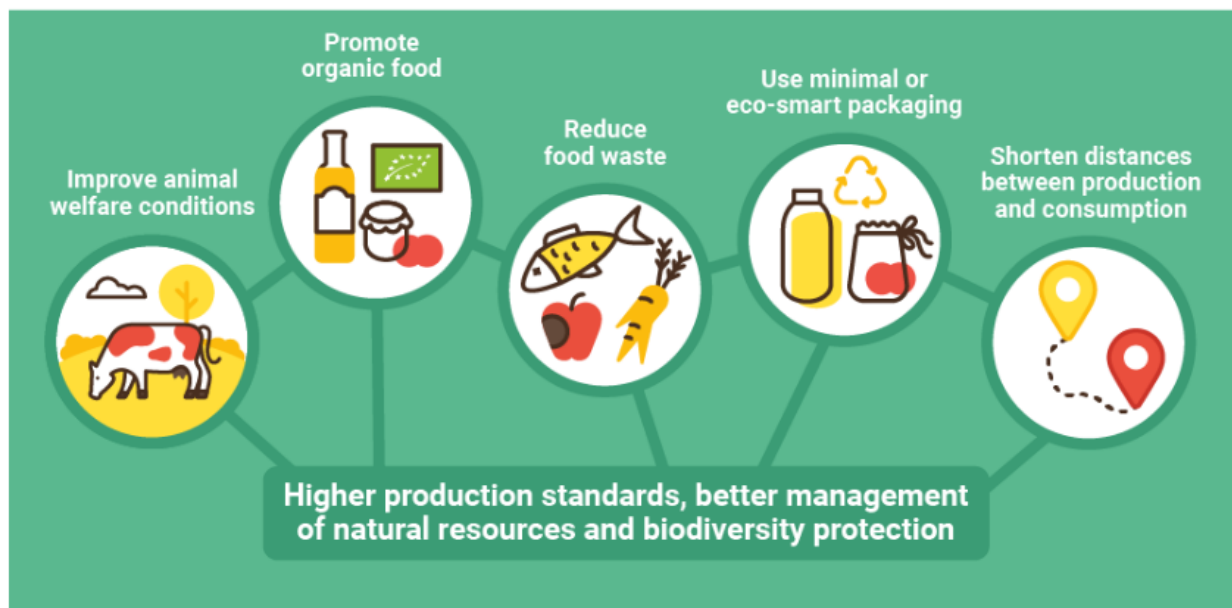 Improve animal
welfare conditions
Promote
organic food
Reduce
food waste
Use minimal or
eco-smart packaging
Shorten distances
between production
and consumption
Higher production standards, better management
of natural resources and biodiversity protection